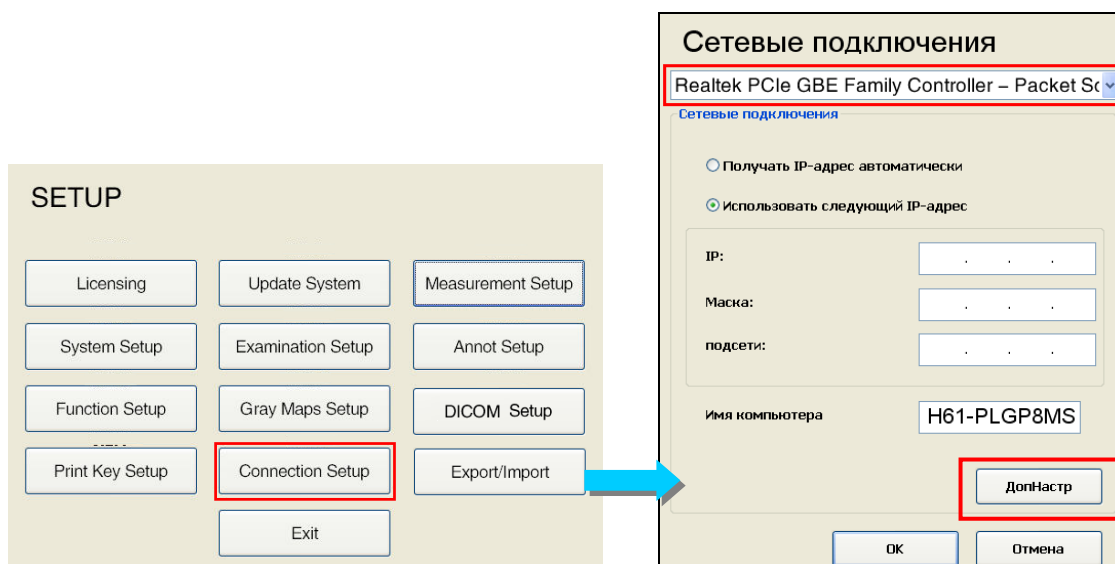 SETUP
Licensing
Update System
Measurement Setup
System Setup
Examination Setup
Annot Setup
Function Setup
Gray Maps Setup
DICOM Setup
Print Key Setup
Connection Setup
Export/Import
Exit
Сетевые подключения
Realtek PCIe GBE Family Controller – Packet
Сетевые подключения
Получать IP-адрес автоматически
Использовать следующий IP-адрес
IP:
. . .
Маска:
. . .
подсети:
. . .
Имя компьютера
H61-PLGP8MS
ДопНастр
ОК
Отмена